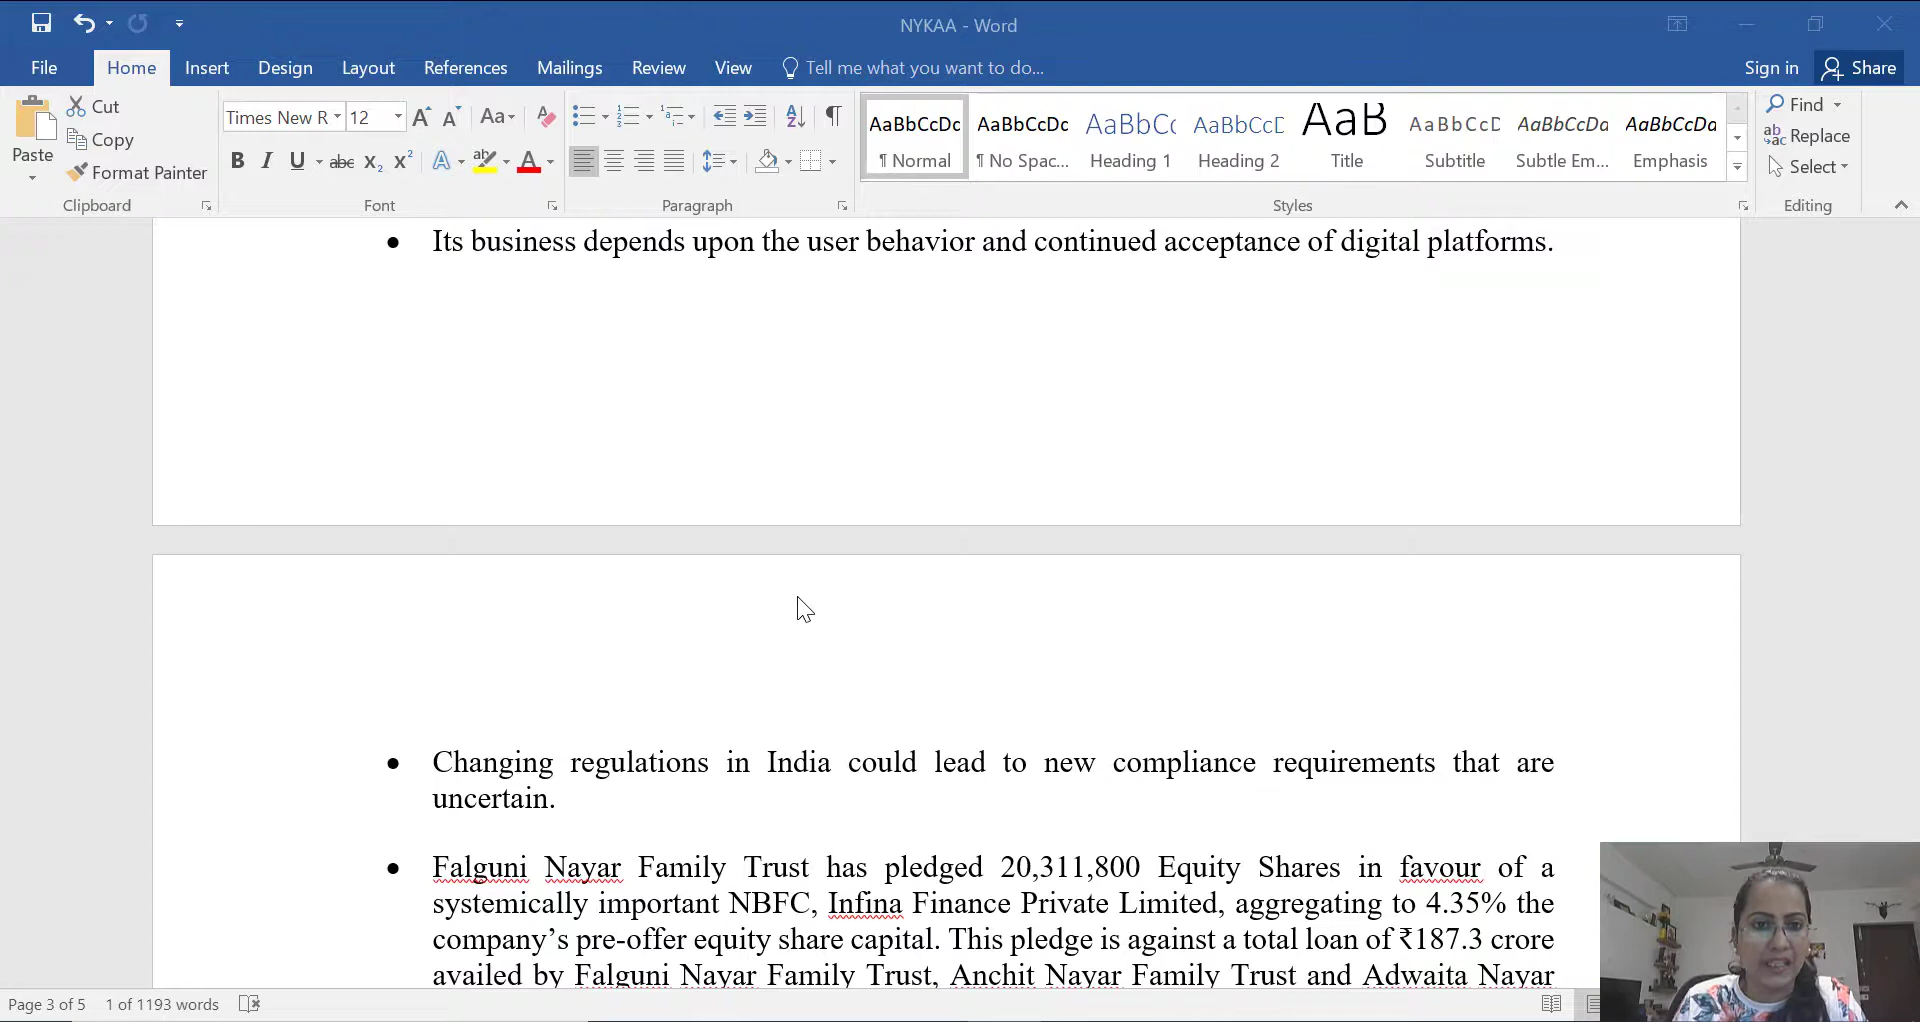 NYKAA - Word
File Home Insert Design Layout References Mailings Review View Tell me what you want to do... Sign in Share
Paste Cut
Copy
Format Painter
Clipboard
Times New R 12 Aa
B I U abc X₂ X² A ab A
Font
Paragraph
AaBbCcDc AaBbCcDc AaBbCc AaBbCcD AaB AaBbCcD AaBbCcDa AaBbCcDa
¶ Normal ¶ No Spac... Heading 1 Heading 2 Title Subtitle Subtle Em... Emphasis
Styles
Find
Replace
Select
Editing
• Its business depends upon the user behavior and continued acceptance of digital platforms.
• Changing regulations in India could lead to new compliance requirements that are
uncertain.
• Falguni Nayar Family Trust has pledged 20,311,800 Equity Shares in favour of a
systemically important NBFC, Infina Finance Private Limited, aggregating to 4.35% the
company’s pre-offer equity share capital. This pledge is against a total loan of ₹187.3 crore
availed by Falguni Nayar Family Trust, Anchit Nayar Family Trust and Adwaita Nayar
Page 3 of 5 1 of 1193 words